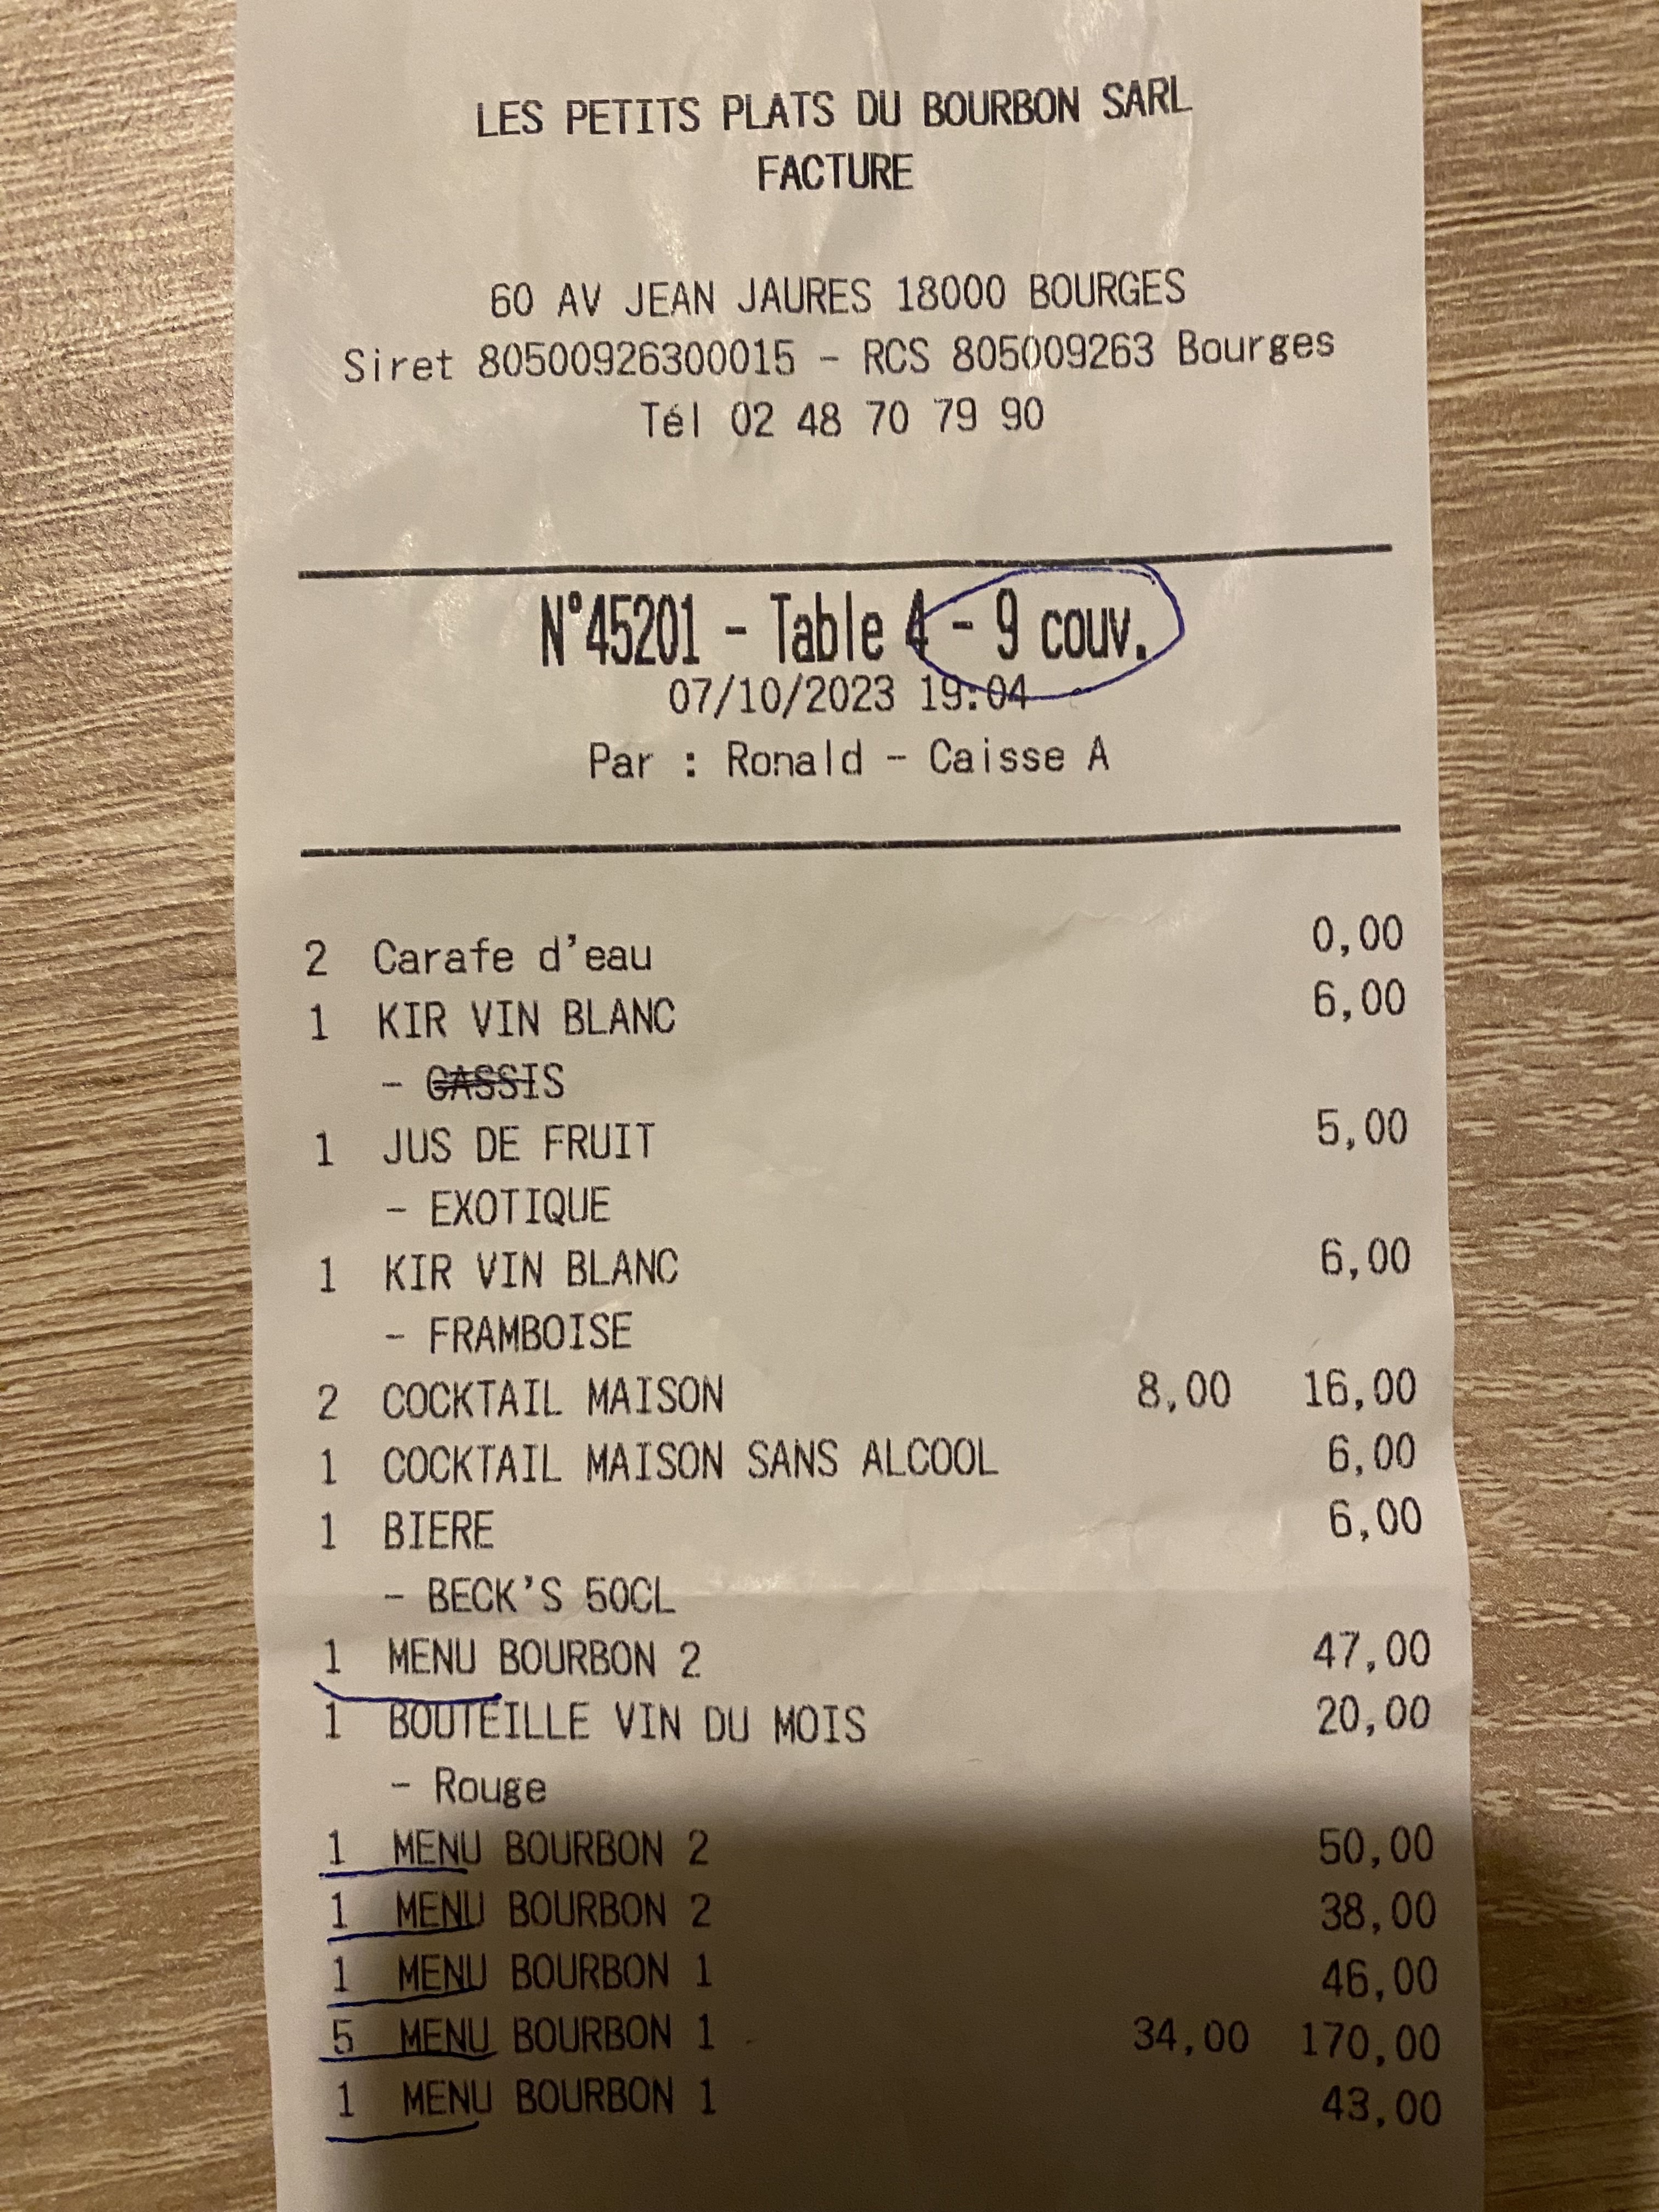 LES PETITS PLATS DU BOURBON SARL
FACTURE
60 AV JEAN JAURES 18000 BOURGES
Siret 80500926300015 - RCS 805009263 Bourges
Tél 02 48 70 79 90
N°45201 - Table 4 - 9 couv.
07/10/2023 19:04
Par : Ronald - Caisse A
2 Carafe d'eau 0,00
1 KIR VIN BLANC 6,00
- CASSIS
1 JUS DE FRUIT 5,00
- EXOTIQUE
1 KIR VIN BLANC 6,00
- FRAMBOISE
2 COCKTAIL MAISON 8,00 16,00
1 COCKTAIL MAISON SANS ALCOOL 6,00
1 BIERE 6,00
- BECK'S 50CL
1 MENU BOURBON 2 47,00
1 BOUTEILLE VIN DU MOIS 20,00
- Rouge
1 MENU BOURBON 2 50,00
1 MENU BOURBON 2 38,00
1 MENU BOURBON 1 46,00
5 MENU BOURBON 1 34,00 170,00
1 MENU BOURBON 1 43,00